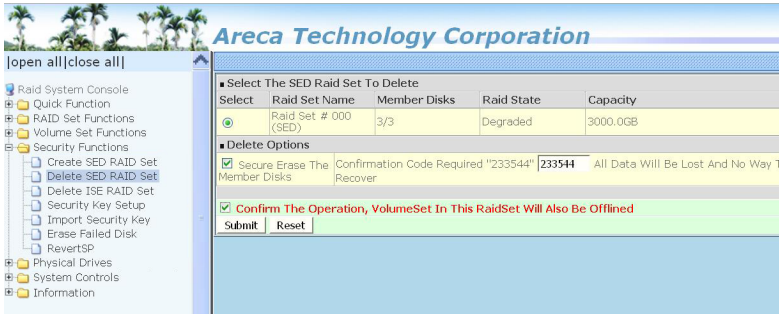 Areca Technology Corporation
|open all|close all|
Raid System Console
Quick Function
RAID Set Functions
Volume Set Functions
Security Functions
Create SED RAID Set
Delete SED RAID Set
Delete ISE RAID Set
Security Key Setup
Import Security Key
Erase Failed Disk
RevertSP
Physical Drives
System Controls
Information
Select The SED Raid Set To Delete
Select Raid Set Name Member Disks Raid State Capacity
Raid Set # 000 (SED) 3/3 Degraded 3000.0GB
Delete Options
Secure Erase The Member Disks
Confirmation Code Required "233544" 233544 All Data Will Be Lost And No Way T
Recover
Confirm The Operation, VolumeSet In This RaidSet Will Also Be Offlined
Submit Reset